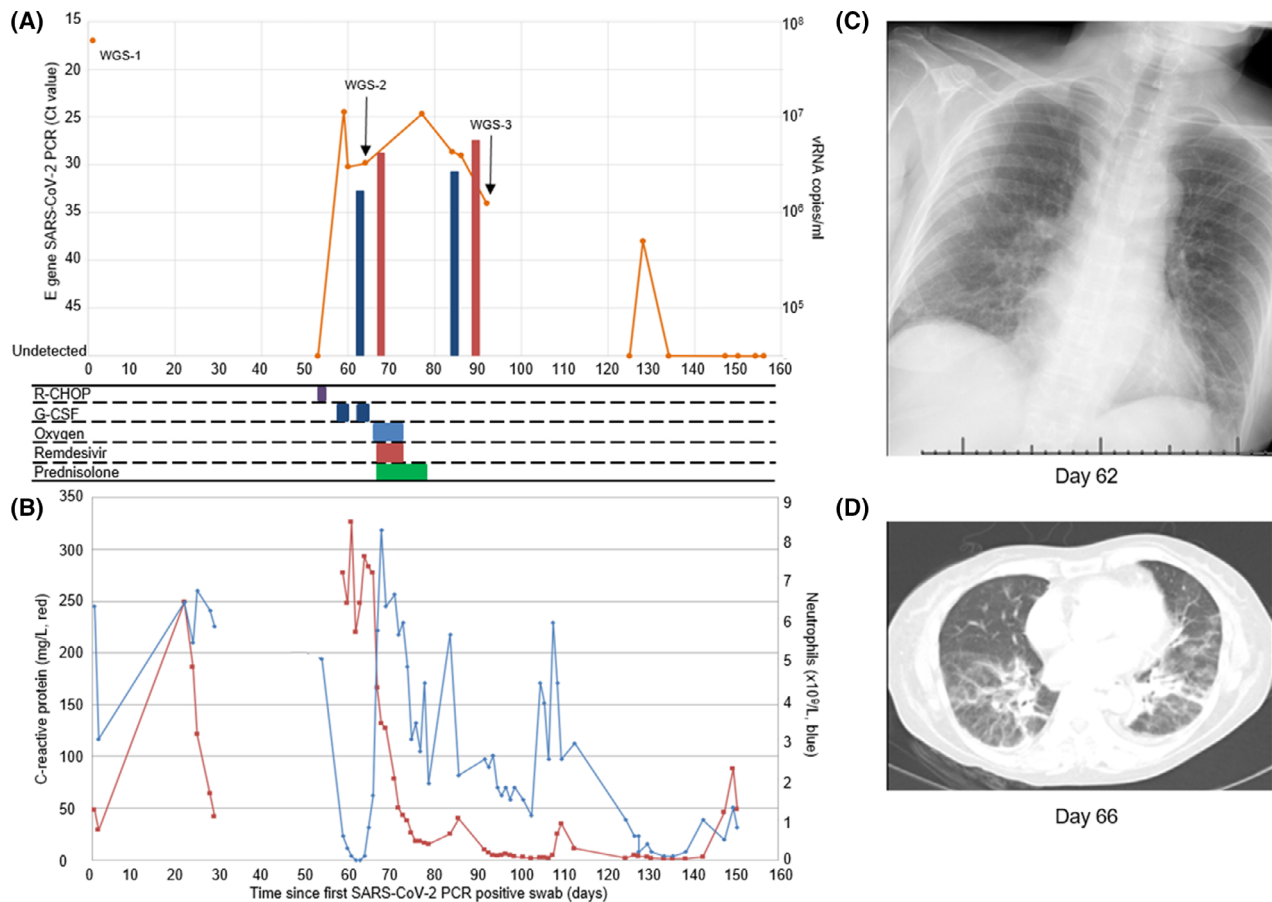 (A)
15
20
25
30
35
40
45
Undetected
E gene SARS-CoV-2 PCR (Ct value)
WGS-1
WGS-2
WGS-3
10⁸
10⁷
10⁶
10⁵
vRNA copies/ml
0 10 20 30 40 50 60 70 80 90 100 110 120 130 140 150 160
R-CHOP
G-CSF
Oxygen
Remdesivir
Prednisolone
(B)
350
300
250
200
150
100
50
0
C-reactive protein (mg/L, red)
9
8
7
6
5
4
3
2
1
0
Neutrophils (x10⁹/L, blue)
0 10 20 30 40 50 60 70 80 90 100 110 120 130 140 150 160
Time since first SARS-CoV-2 PCR positive swab (days)
(C)
Day 62
(D)
Day 66